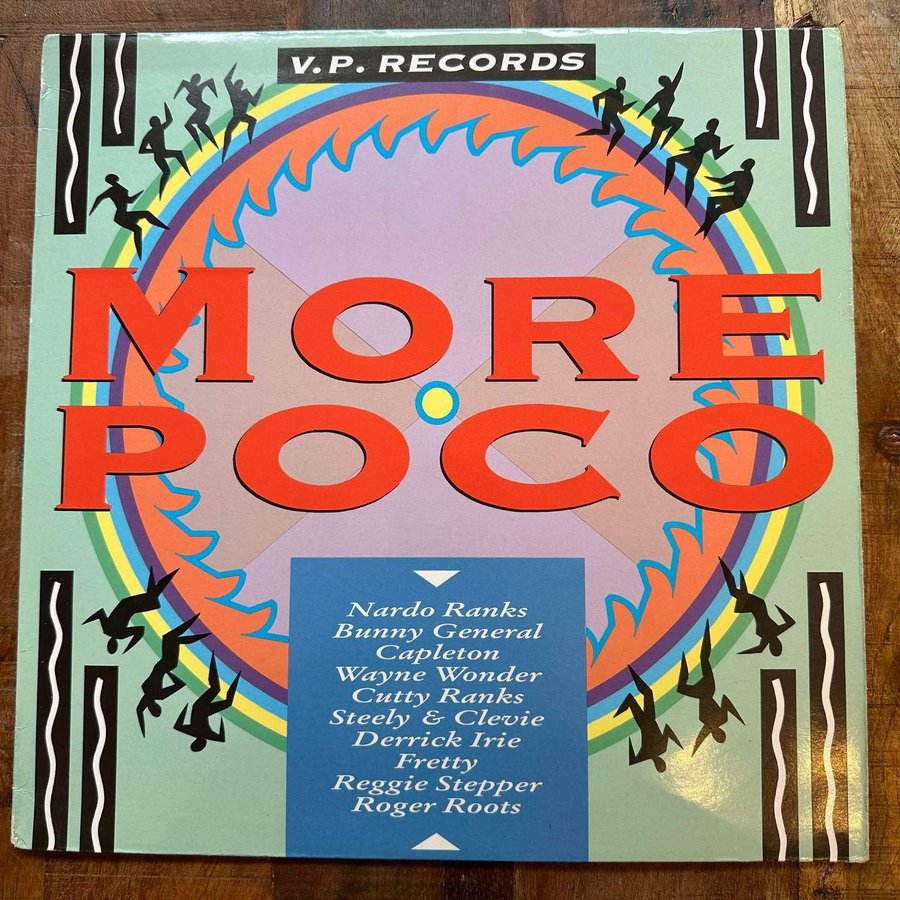 V.P. RECORDS
MORE
POCO
Nardo Ranks
Bunny General
Capleton
Wayne Wonder
Cutty Ranks
Steely & Clevie
Derrick Irie
Fretty
Reggie Stepper
Roger Roots